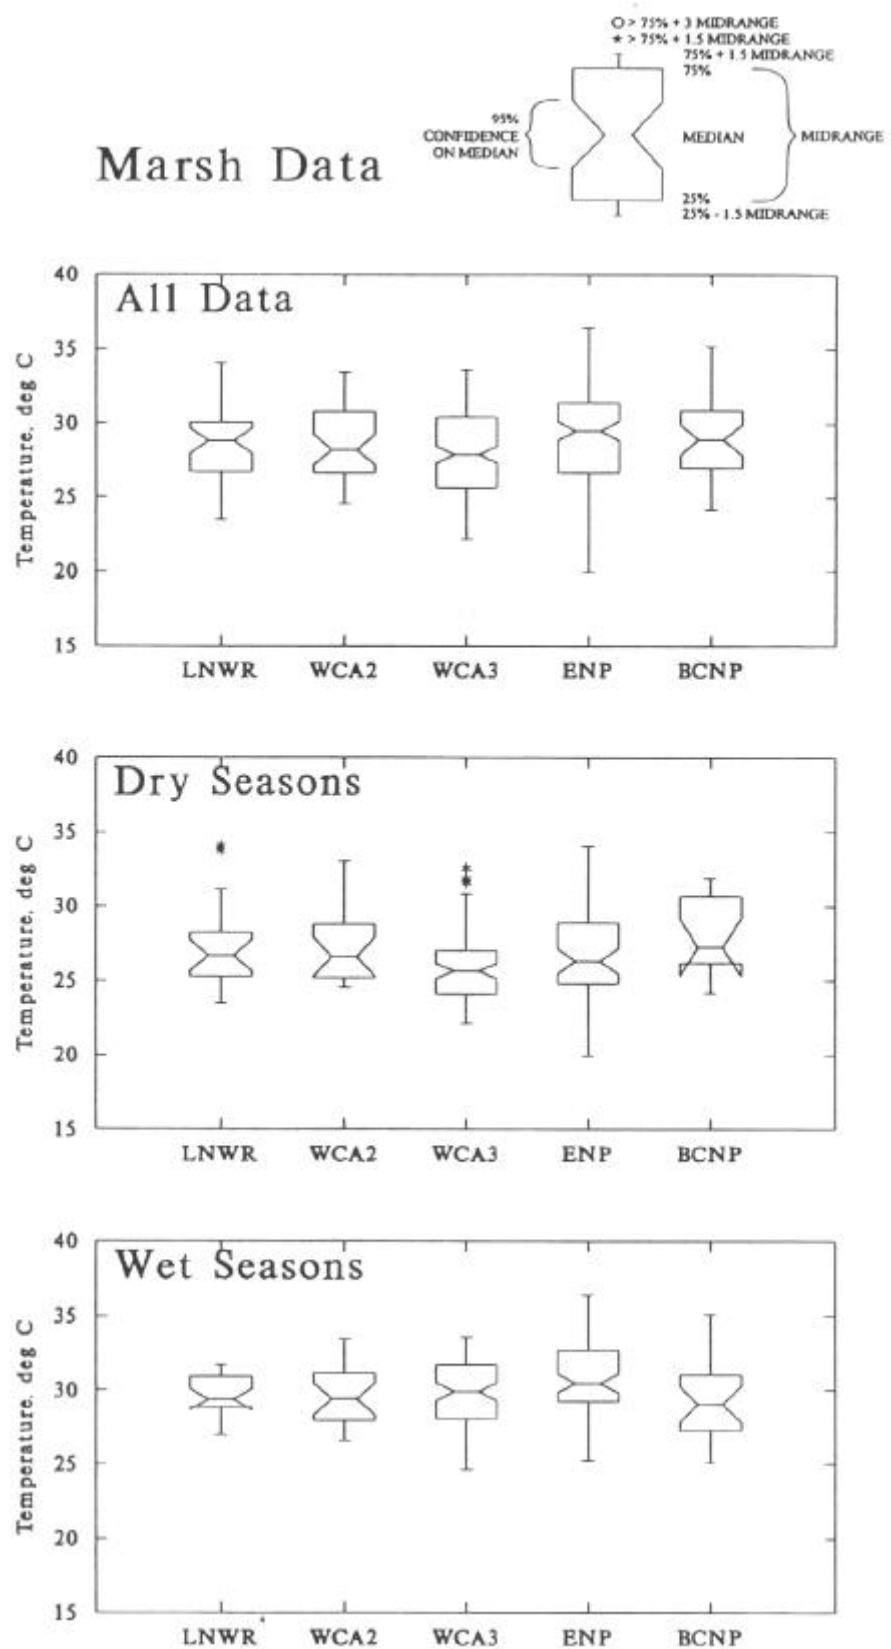 O > 75% + 3 MIDRANGE
* > 75% + 1.5 MIDRANGE
75% + 1.5 MIDRANGE
75%
95%
CONFIDENCE
ON MEDIAN
MEDIAN
MIDRANGE
25%
25% - 1.5 MIDRANGE
Marsh Data
All Data
Temperature, deg C
40
35
30
25
20
15
LNWR WCA2 WCA3 ENP BCNP
Dry Seasons
Temperature, deg C
40
35
30
25
20
15
LNWR WCA2 WCA3 ENP BCNP
Wet Seasons
Temperature, deg C
40
35
30
25
20
15
LNWR WCA2 WCA3 ENP BCNP